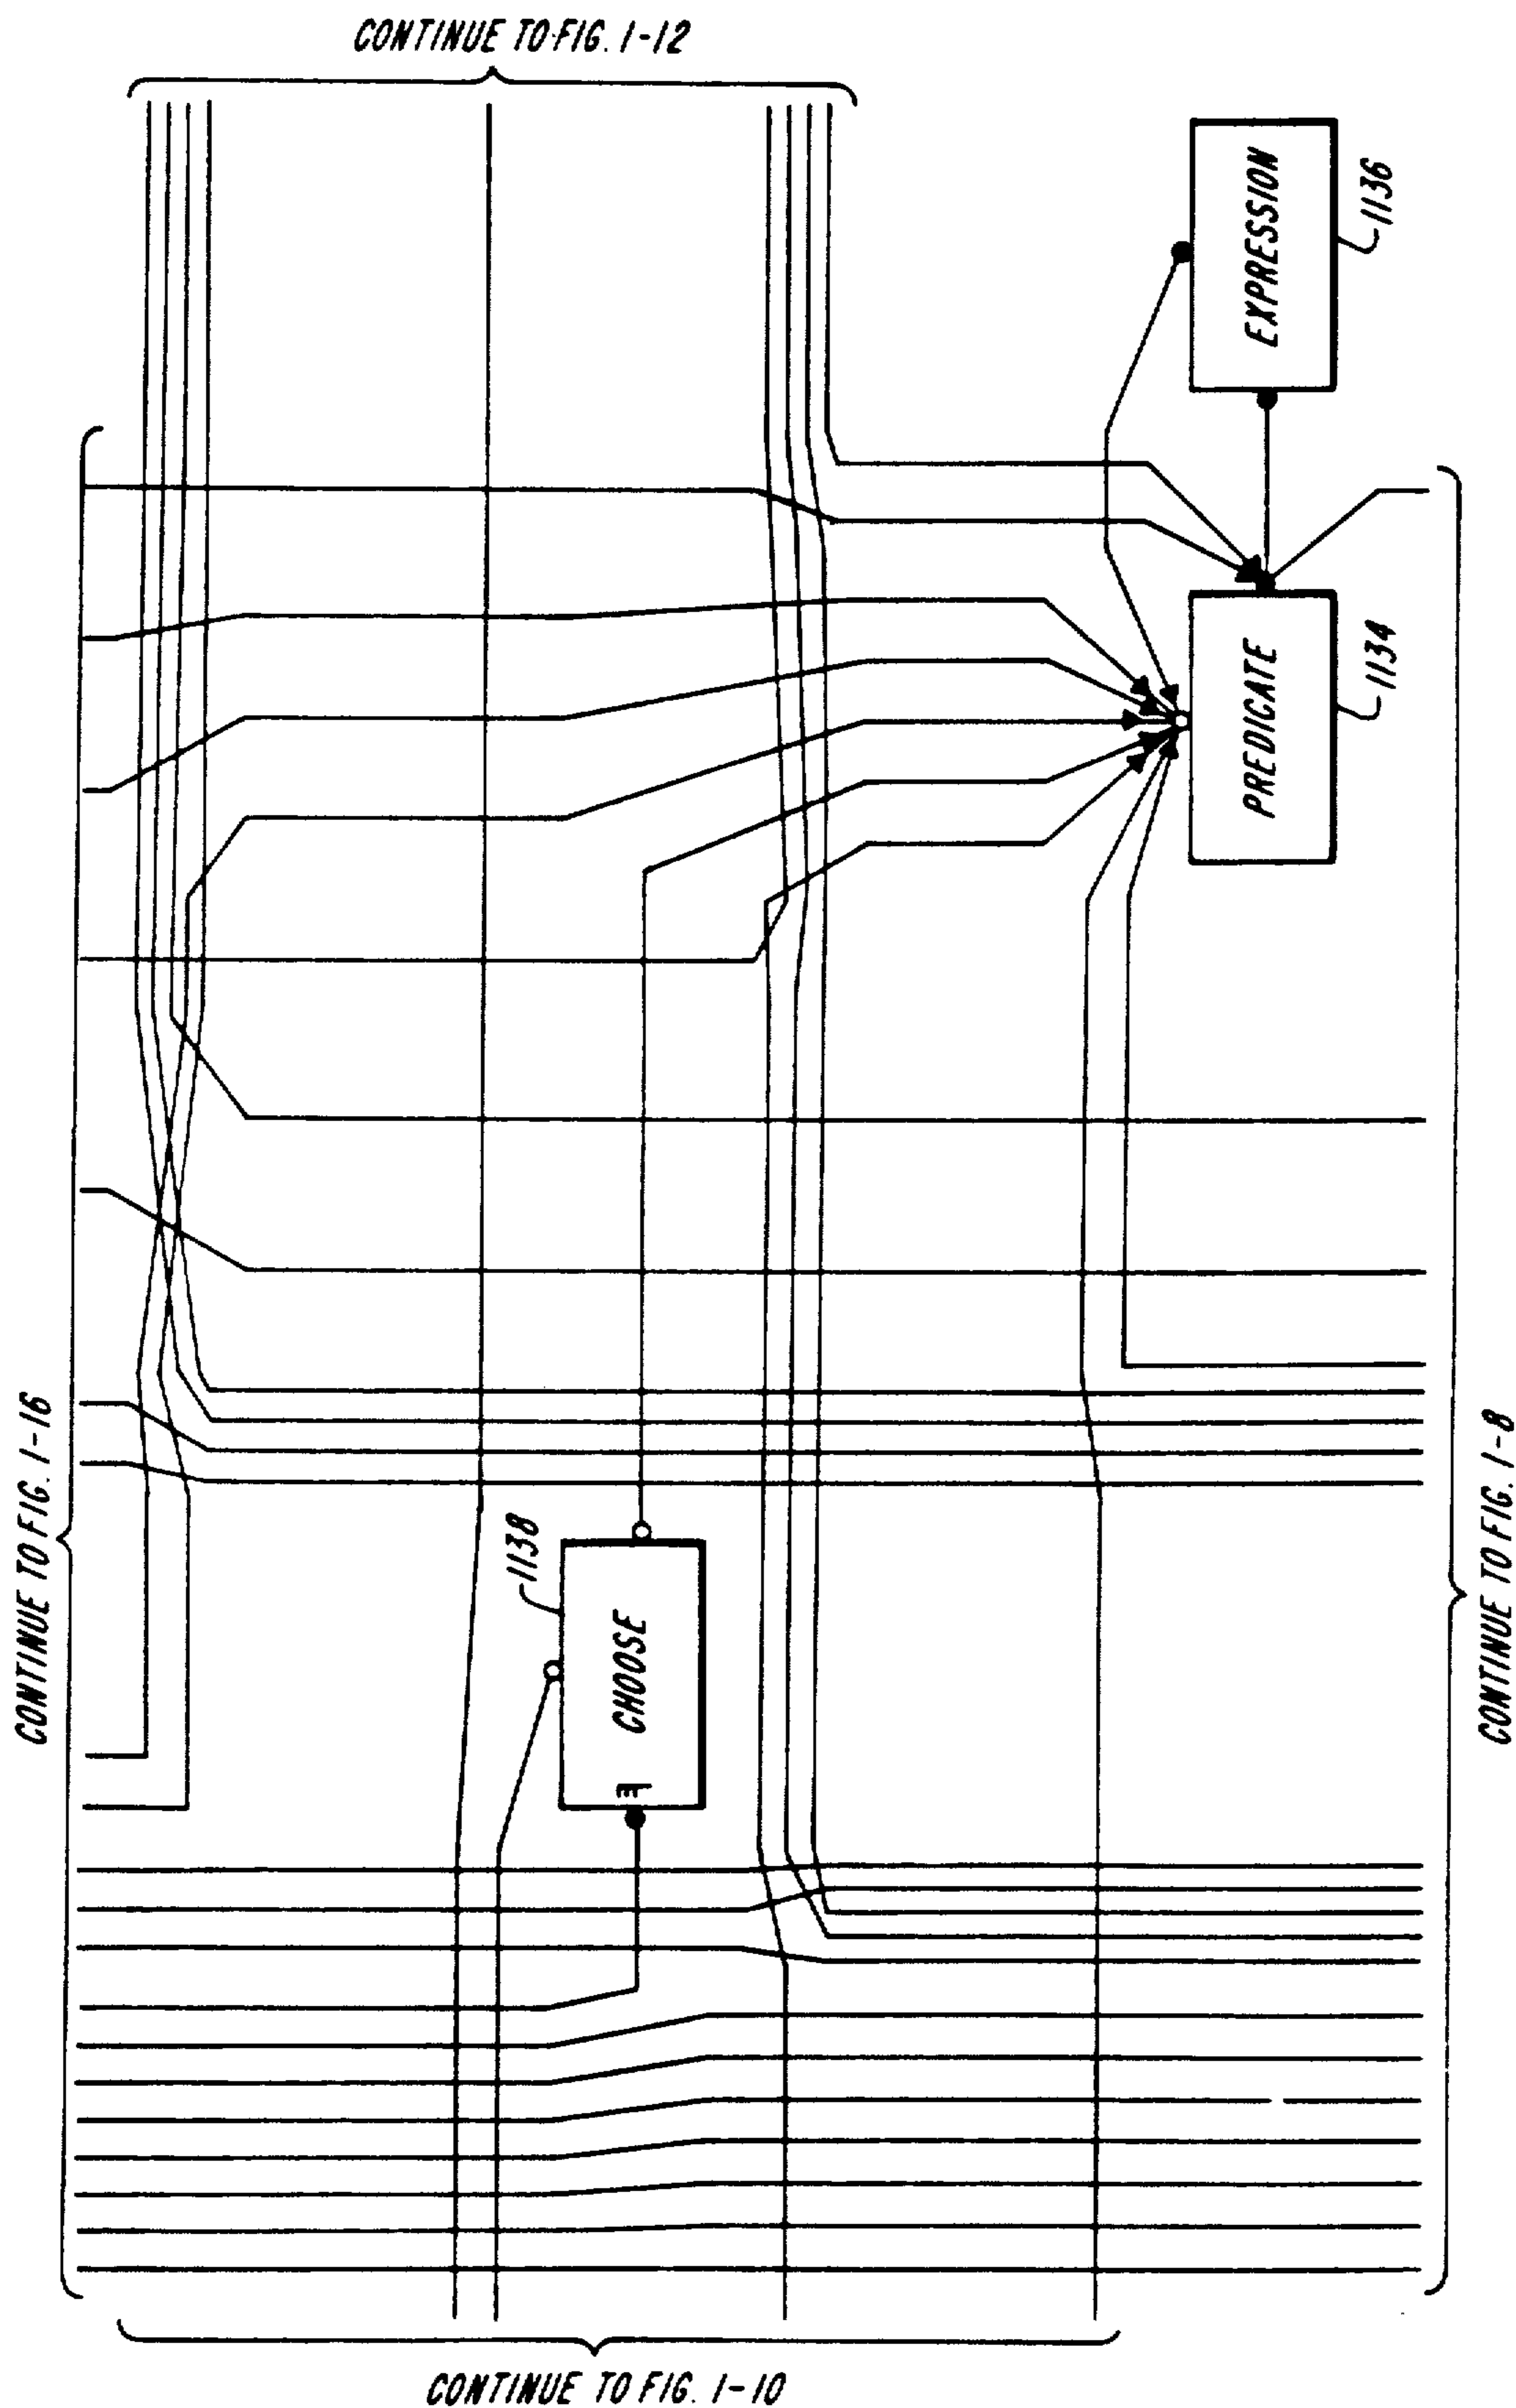 CONTINUE TO FIG. 1-12
EXPRESSION
1136
PREDICATE
1134
CONTINUE TO FIG. 1-16
1138
CHOOSE
E
CONTINUE TO FIG. 1-8
CONTINUE TO FIG. 1-10